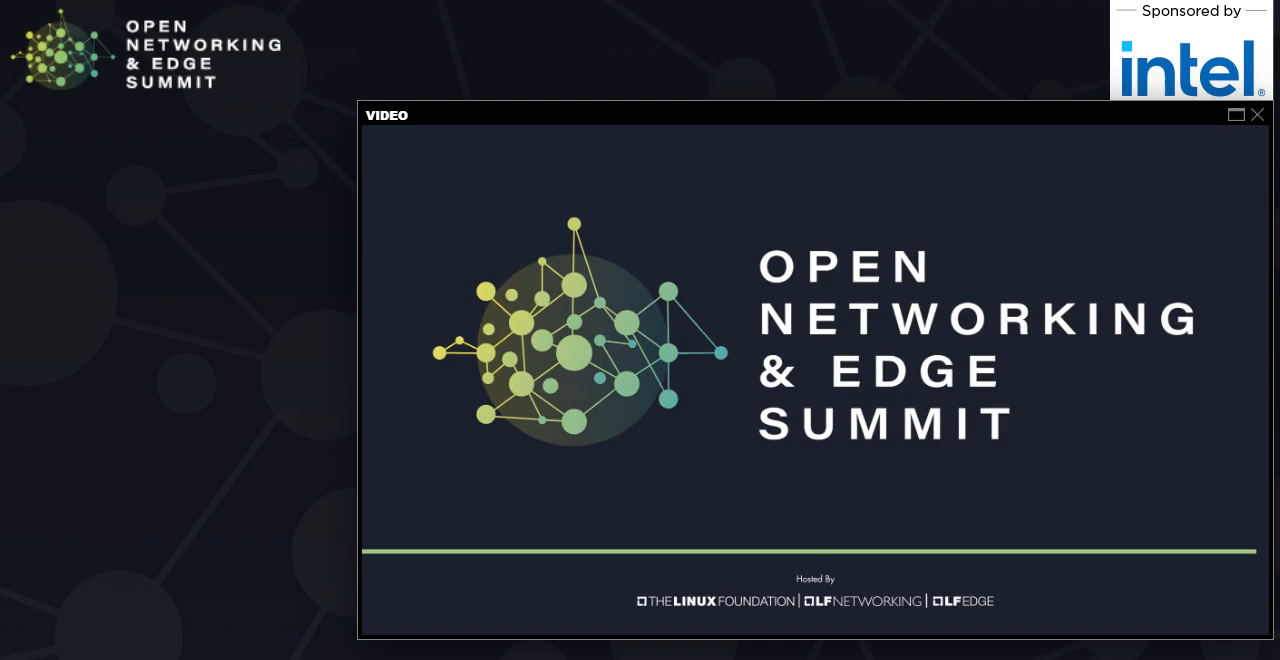 OPEN
NETWORKING
& EDGE
SUMMIT
Sponsored by
intel®
VIDEO
OPEN
NETWORKING
& EDGE
SUMMIT
Hosted By
THE LINUX FOUNDATION | LF NETWORKING | LF EDGE